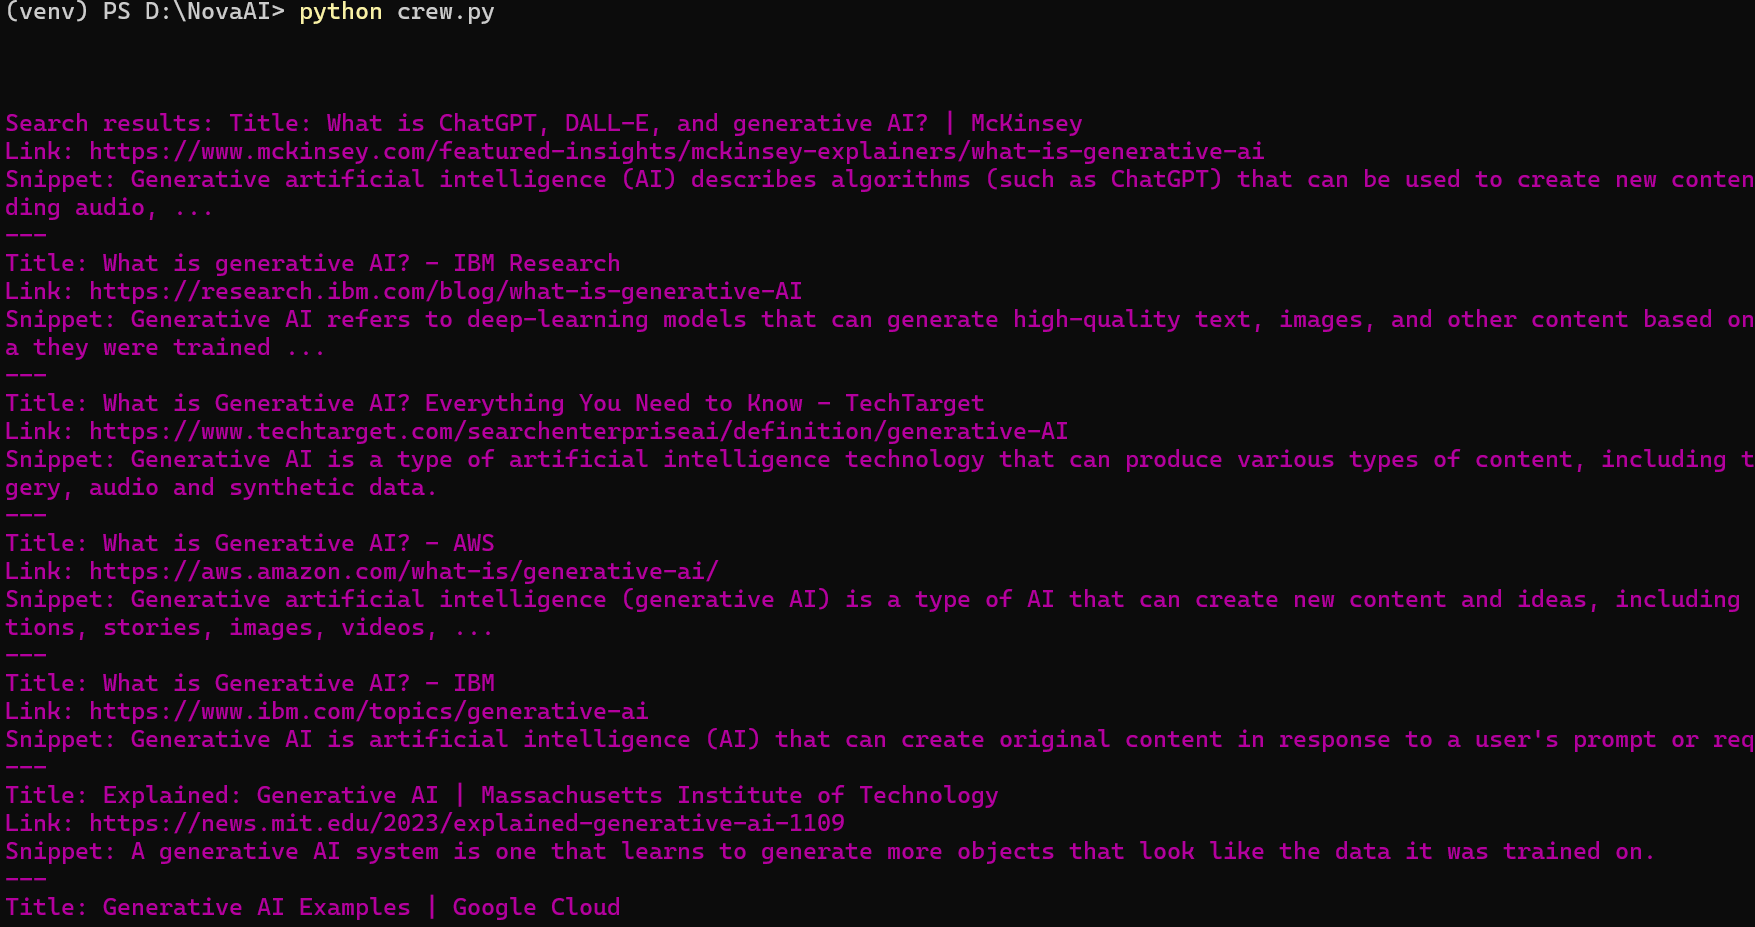 (venv) PS D:\NovaAI> python crew.py
Search results: Title: What is ChatGPT, DALL-E, and generative AI? | McKinsey
Link: https://www.mckinsey.com/featured-insights/mckinsey-explainers/what-is-generative-ai
Snippet: Generative artificial intelligence (AI) describes algorithms (such as ChatGPT) that can be used to create new conten
ding audio, ...
---
Title: What is generative AI? - IBM Research
Link: https://research.ibm.com/blog/what-is-generative-AI
Snippet: Generative AI refers to deep-learning models that can generate high-quality text, images, and other content based on
a they were trained ...
---
Title: What is Generative AI? Everything You Need to Know - TechTarget
Link: https://www.techtarget.com/searchenterpriseai/definition/generative-AI
Snippet: Generative AI is a type of artificial intelligence technology that can produce various types of content, including t
gery, audio and synthetic data.
---
Title: What is Generative AI? - AWS
Link: https://aws.amazon.com/what-is/generative-ai/
Snippet: Generative artificial intelligence (generative AI) is a type of AI that can create new content and ideas, including
tions, stories, images, videos, ...
---
Title: What is Generative AI? - IBM
Link: https://www.ibm.com/topics/generative-ai
Snippet: Generative AI is artificial intelligence (AI) that can create original content in response to a user's prompt or req
---
Title: Explained: Generative AI | Massachusetts Institute of Technology
Link: https://news.mit.edu/2023/explained-generative-ai-1109
Snippet: A generative AI system is one that learns to generate more objects that look like the data it was trained on.
---
Title: Generative AI Examples | Google Cloud